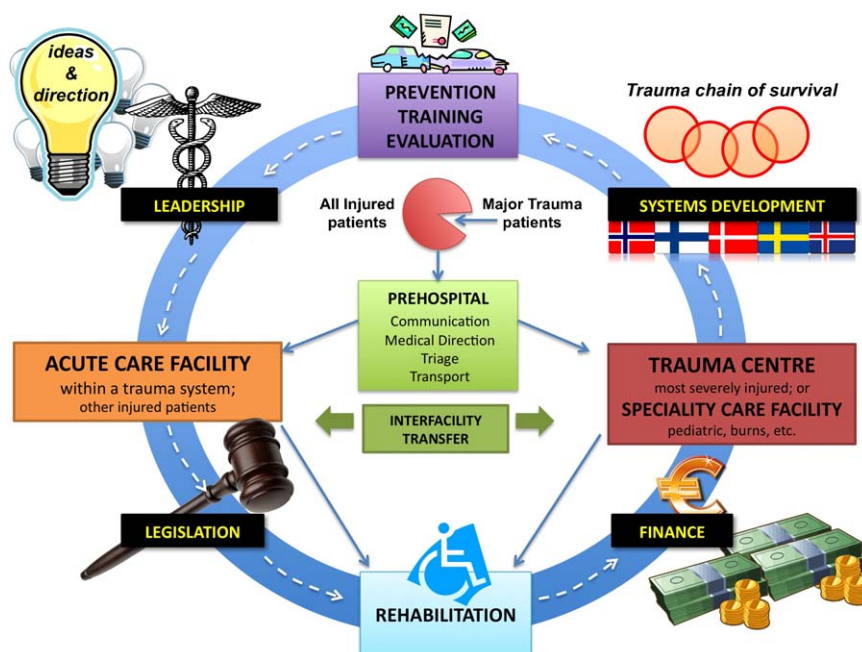 ideas
&
direction
PREVENTION
TRAINING
EVALUATION
Trauma chain of survival
LEADERSHIP
SYSTEMS DEVELOPMENT
All Injured
patients
Major Trauma
patients
PREHOSPITAL
Communication
Medical Direction
Triage
Transport
ACUTE CARE FACILITY
within a trauma system;
other injured patients
TRAUMA CENTRE
most severely injured; or
SPECIALITY CARE FACILITY
pediatric, burns, etc.
INTERFACILITY
TRANSFER
LEGISLATION
€
FINANCE
REHABILITATION